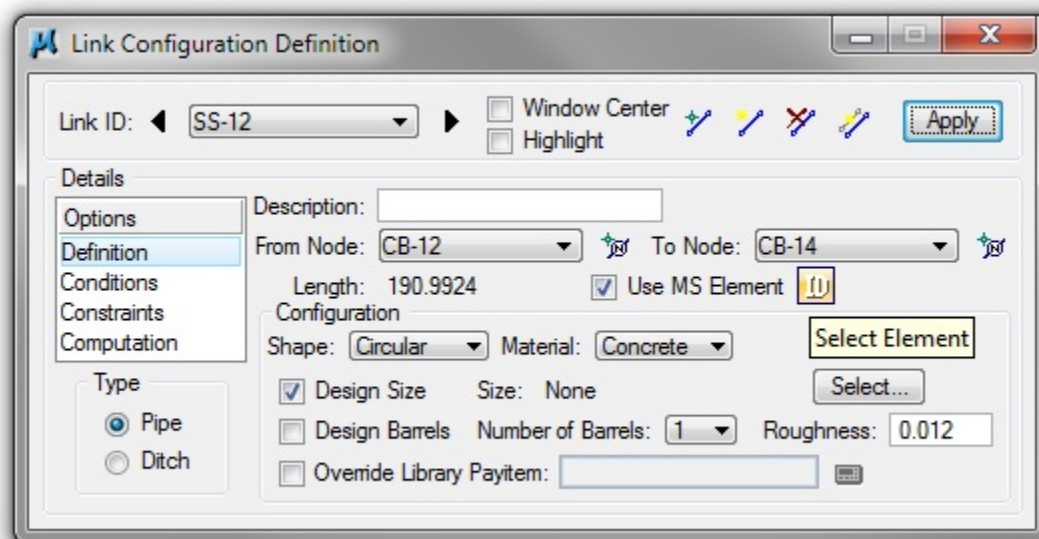 Link Configuration Definition
Link ID: SS-12 Window Center Apply
Highlight
Details
Options
Definition
Conditions
Constraints
Computation
Description:
From Node: CB-12 To Node: CB-14
Length: 190.9924 Use MS Element ID
Configuration
Shape: Circular Material: Concrete Select Element
Design Size Size: None Select...
Design Barrels Number of Barrels: 1 Roughness: 0.012
Override Library Payitem:
Type
Pipe
Ditch